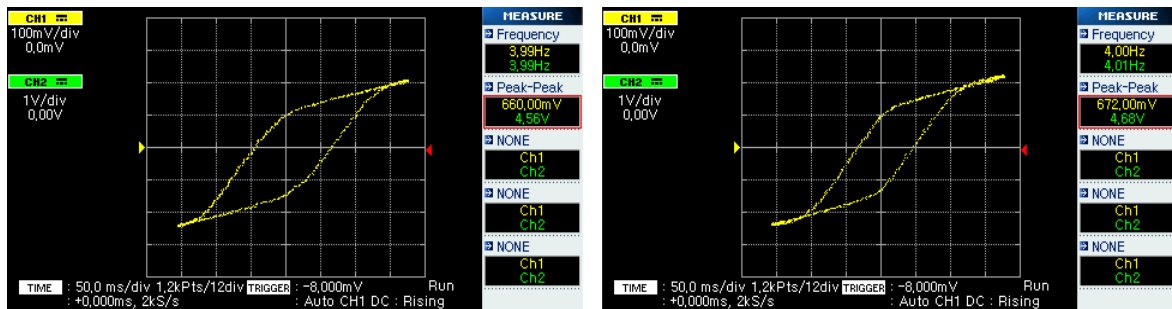 CH1
100mV/div
0,0mV
CH2
1V/div
0,00V
MEASURE
Frequency
3,99Hz
3,99Hz
Peak-Peak
660,00mV
4,56V
NONE
Ch1
Ch2
NONE
Ch1
Ch2
NONE
Ch1
Ch2
TIME : 50,0 ms/div 1,2kPts/12div TRIGGER : -8,000mV Run
: +0,000ms, 2kS/s : Auto CH1 DC : Rising
CH1
100mV/div
0,0mV
CH2
1V/div
0,00V
MEASURE
Frequency
4,00Hz
4,01Hz
Peak-Peak
672,00mV
4,68V
NONE
Ch1
Ch2
NONE
Ch1
Ch2
NONE
Ch1
Ch2
TIME : 50,0 ms/div 1,2kPts/12div TRIGGER : -8,000mV Run
: +0,000ms, 2kS/s : Auto CH1 DC : Rising